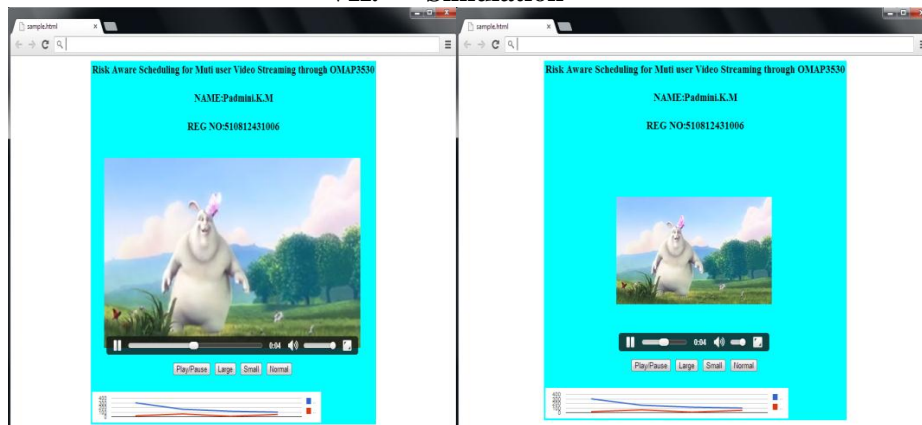 sample.html
Risk Aware Scheduling for Muti user Video Streaming through OMAP3530
NAME:Padmini.K.M
REG NO:510812431006
0:04
Play/Pause Large Small Normal
400
sample.html
Risk Aware Scheduling for Muti user Video Streaming through OMAP3530
NAME:Padmini.K.M
REG NO:510812431006
0:04
Play/Pause Large Small Normal
400